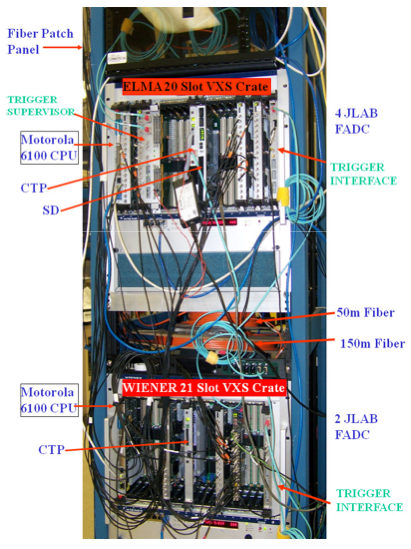 Fiber Patch
Panel
ELMA 20 Slot VXS Crate
TRIGGER
SUPERVISOR
4 JLAB
FADC
Motorola
6100 CPU
TRIGGER
INTERFACE
CTP
SD
50m Fiber
150m Fiber
Motorola
6100 CPU
WIENER 21 Slot VXS Crate
2 JLAB
FADC
CTP
TRIGGER
INTERFACE